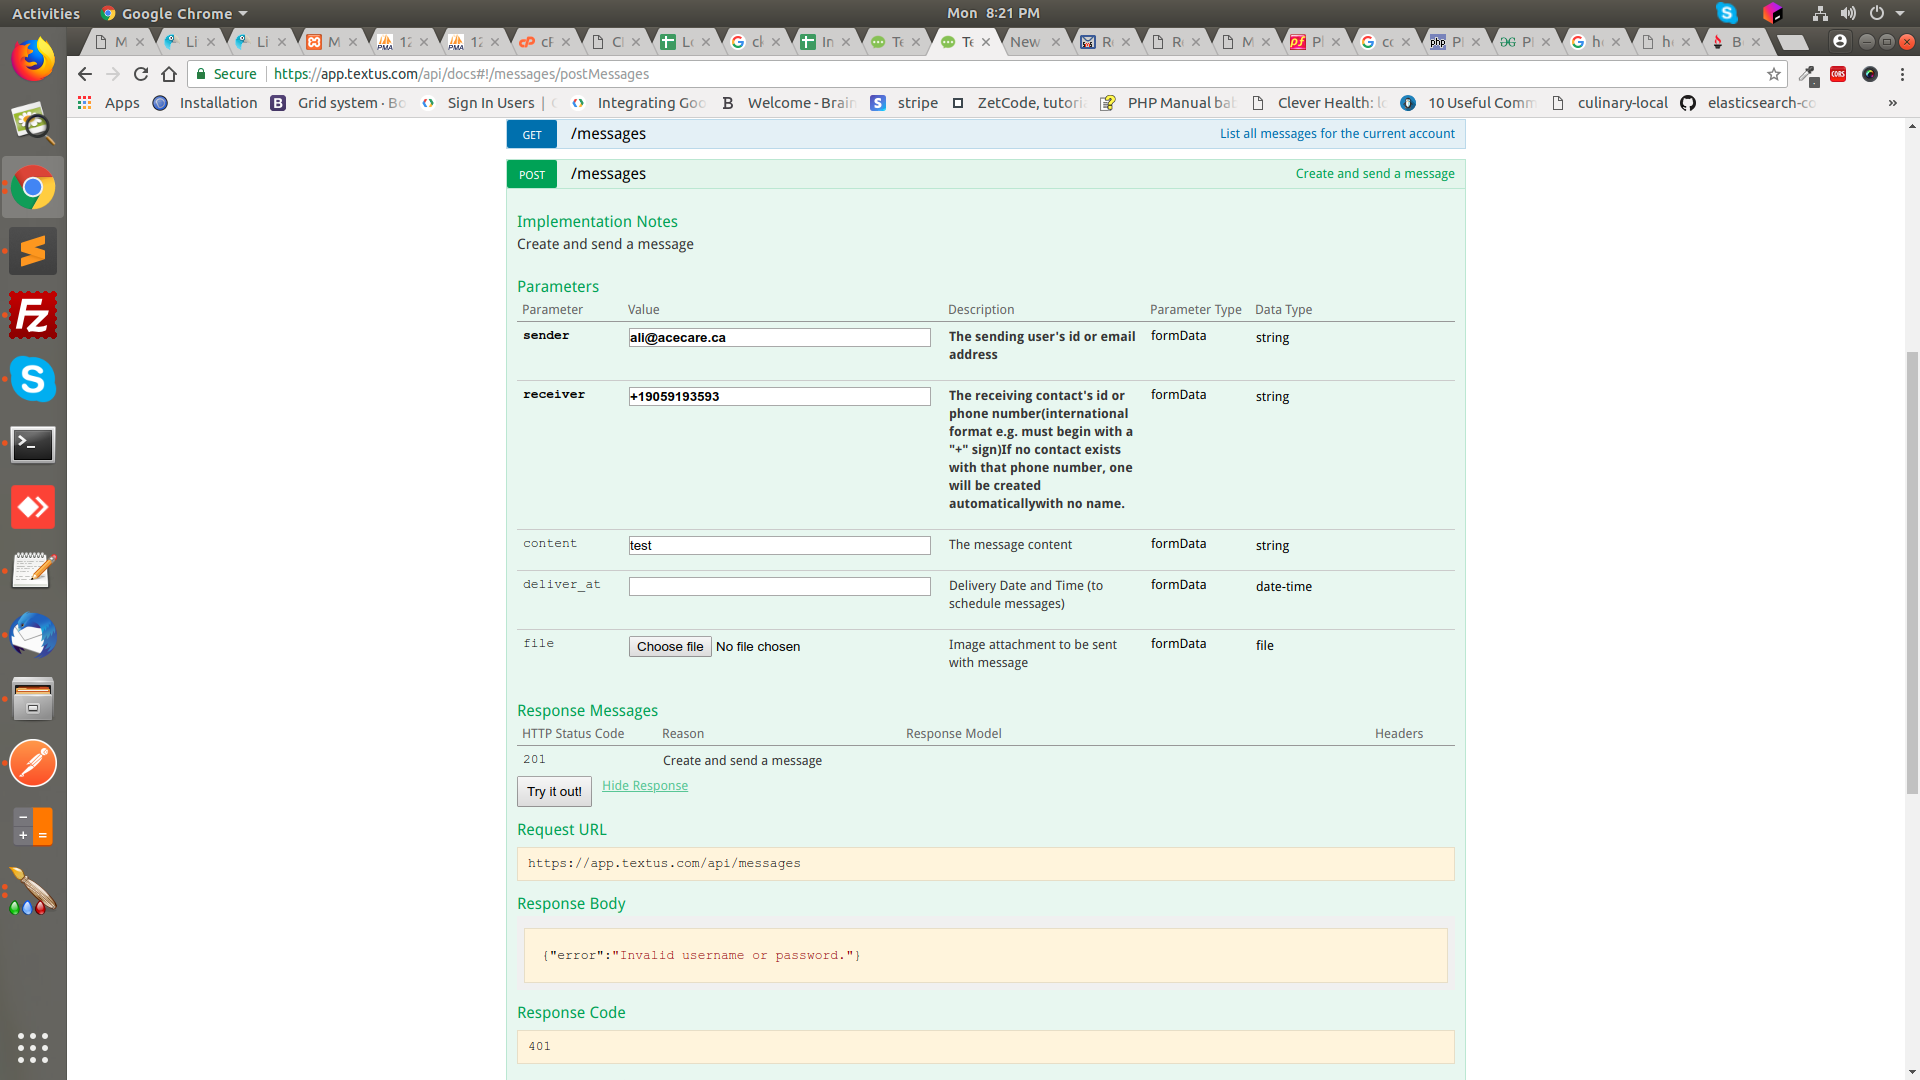 Activities
Google Chrome
Mon 8:21 PM
M
Li
Li
M
12
12
cP
Cl
Lo
ck
In
Te
Te
New
R
R
M
Pl
co
P
Pl
h
h
B
Secure
https://app.textus.com/api/docs#!/messages/postMessages
CORS
Apps
Installation
Grid system · Bo
Sign In Users |
Integrating Goo
Welcome - Brain
stripe
ZetCode, tutori
PHP Manual bab
Clever Health: lo
10 Useful Comm
culinary-local
elasticsearch-co
»
GET
/messages
List all messages for the current account
POST
/messages
Create and send a message
Implementation Notes
Create and send a message
Parameters
Parameter Value Description Parameter Type Data Type
sender
ali@acecare.ca
The sending user's id or email
address
formData
string
receiver
+19059193593
The receiving contact's id or
phone number(international
format e.g. must begin with a
"+" sign)If no contact exists
with that phone number, one
will be created
automaticallywith no name.
formData
string
content
test
The message content
formData
string
deliver_at
Delivery Date and Time (to
schedule messages)
formData
date-time
file
Choose file No file chosen
Image attachment to be sent
with message
formData
file
Response Messages
HTTP Status Code Reason Response Model Headers
201 Create and send a message
Try it out!
Hide Response
Request URL
https://app.textus.com/api/messages
Response Body
{"error":"Invalid username or password."}
Response Code
401